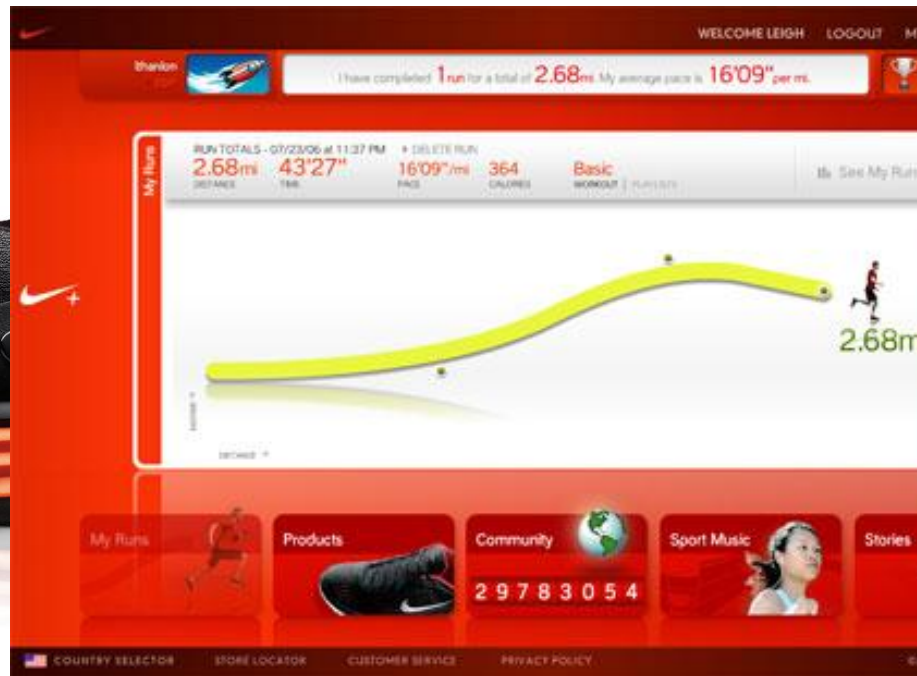 WELCOME LEIGH LOGOUT M
lthanlon
I have completed 1 run for a total of 2.68mi. My average pace is 16'09" per mi.
My Runs
RUN TOTALS - 07/23/06 at 11:37 PM DELETE RUN
2.68mi 43'27" 16'09"/mi 364 Basic
DISTANCE TIME PACE CALORIES WORKOUT | PLAYLISTS
See My Run
2.68m
DISTANCE
My Runs
Products
Community
29783054
Sport Music
Stories
COUNTRY SELECTOR STORE LOCATOR CUSTOMER SERVICE PRIVACY POLICY